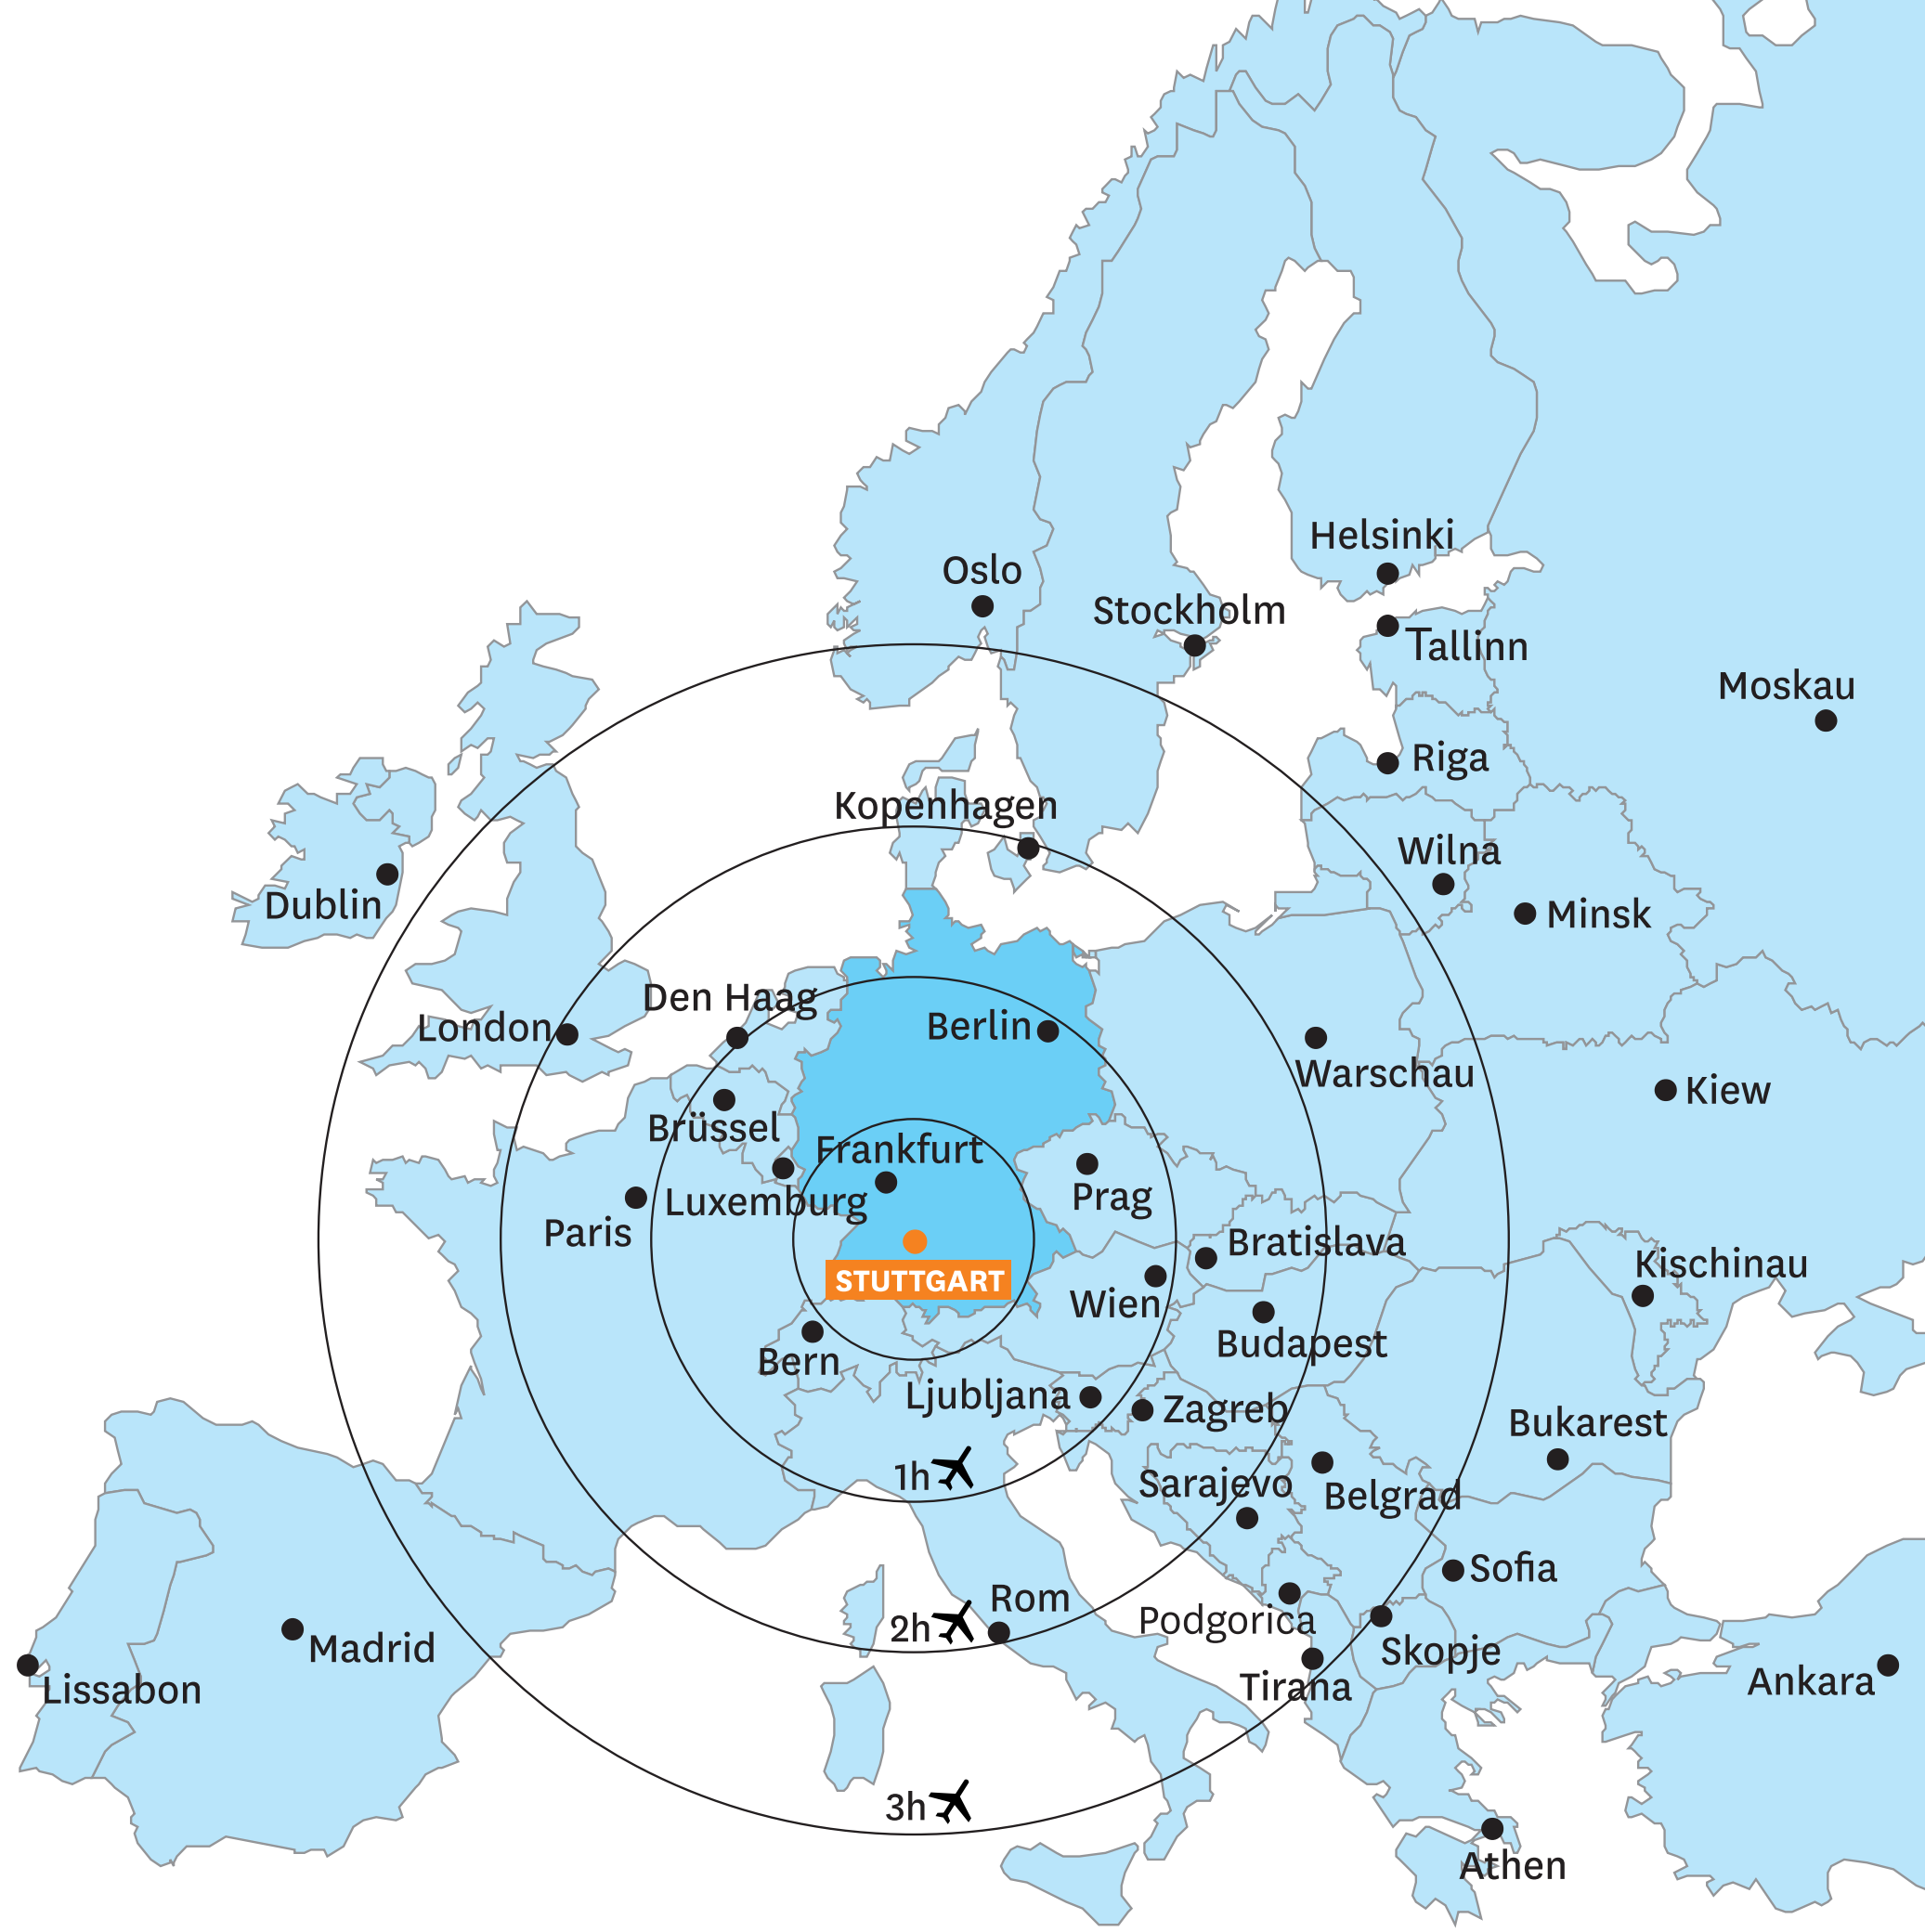 Helsinki
Oslo
Stockholm
Tallinn
Moskau
Riga
Kopenhagen
Wilna
Dublin
Minsk
Den Haag
London
Berlin
Warschau
Kiew
Brüssel
Frankfurt
Prag
Luxemburg
Paris
Bratislava
Kischinau
STUTTGART
Wien
Budapest
Bern
Ljubljana
Zagreb
Bukarest
1h
Sarajevo
Belgrad
Sofia
Rom
2h
Podgorica
Madrid
Skopje
Tirana
Ankara
Lissabon
3h
Athen